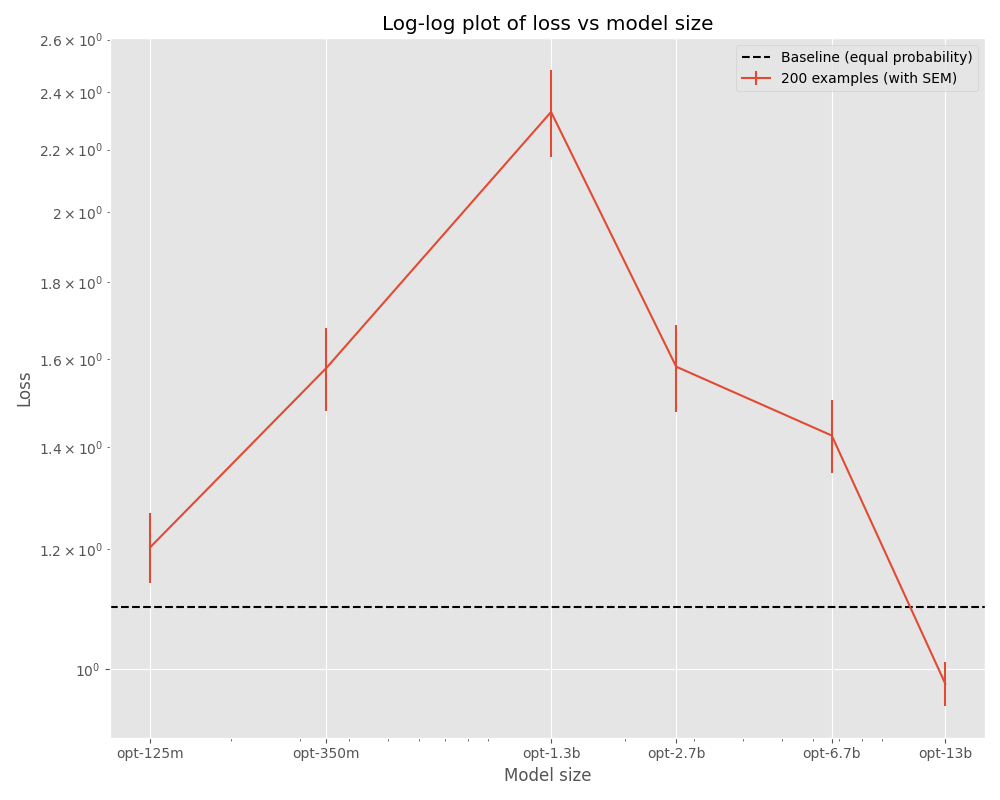 Log-log plot of loss vs model size
Baseline (equal probability)
200 examples (with SEM)
2.6 × 10⁰
2.4 × 10⁰
2.2 × 10⁰
2 × 10⁰
1.8 × 10⁰
1.6 × 10⁰
1.4 × 10⁰
1.2 × 10⁰
10⁰
Loss
opt-125m opt-350m opt-1.3b opt-2.7b opt-6.7b opt-13b
Model size